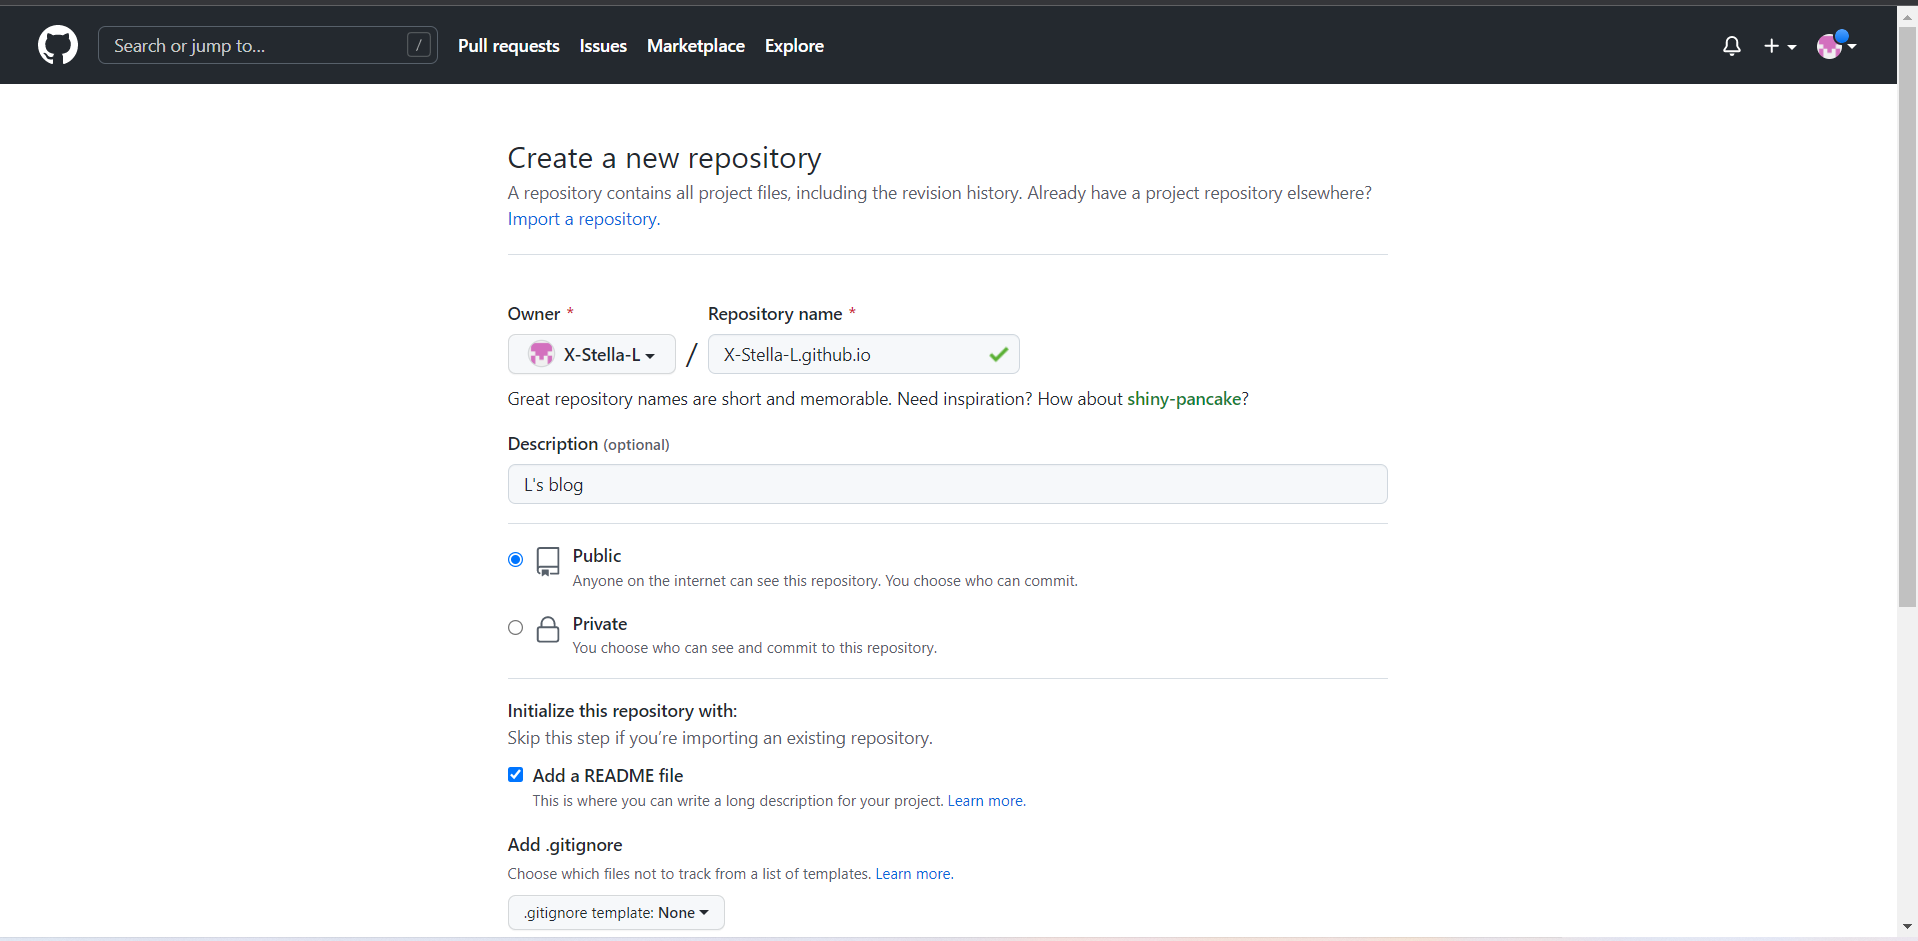 Search or jump to... / Pull requests Issues Marketplace Explore
Create a new repository
A repository contains all project files, including the revision history. Already have a project repository elsewhere?
Import a repository.
Owner * Repository name *
X-Stella-L / X-Stella-L.github.io
Great repository names are short and memorable. Need inspiration? How about shiny-pancake?
Description (optional)
L's blog
Public
Anyone on the internet can see this repository. You choose who can commit.
Private
You choose who can see and commit to this repository.
Initialize this repository with:
Skip this step if you’re importing an existing repository.
Add a README file
This is where you can write a long description for your project. Learn more.
Add .gitignore
Choose which files not to track from a list of templates. Learn more.
.gitignore template: None